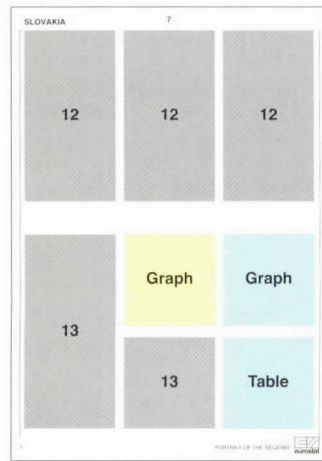 SLOVAKIA 7
12 12 12
Graph Graph
13
13 Table
PORTRAIT OF THE REGIONS eurostat